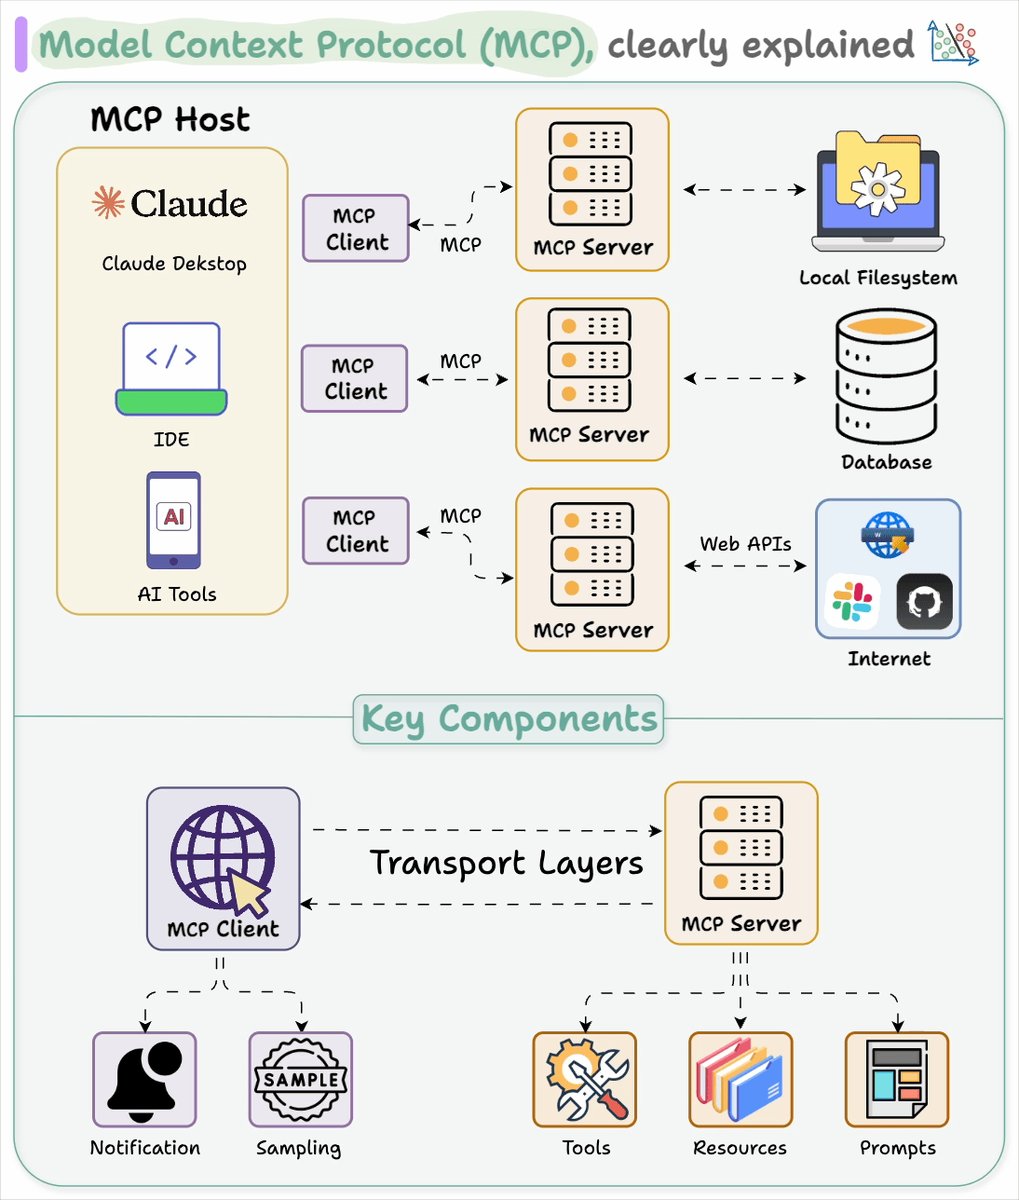 Model Context Protocol (MCP), clearly explained
MCP Host
Claude
Claude Dekstop
</>
IDE
AI
AI Tools
MCP
Client
MCP
MCP Server
Local Filesystem
MCP
Client
MCP
MCP Server
Database
MCP
Client
MCP
MCP Server
Web APIs
W
Internet
Key Components
MCP Client
Transport Layers
MCP Server
Notification
SAMPLE
Sampling
Tools
Resources
Prompts